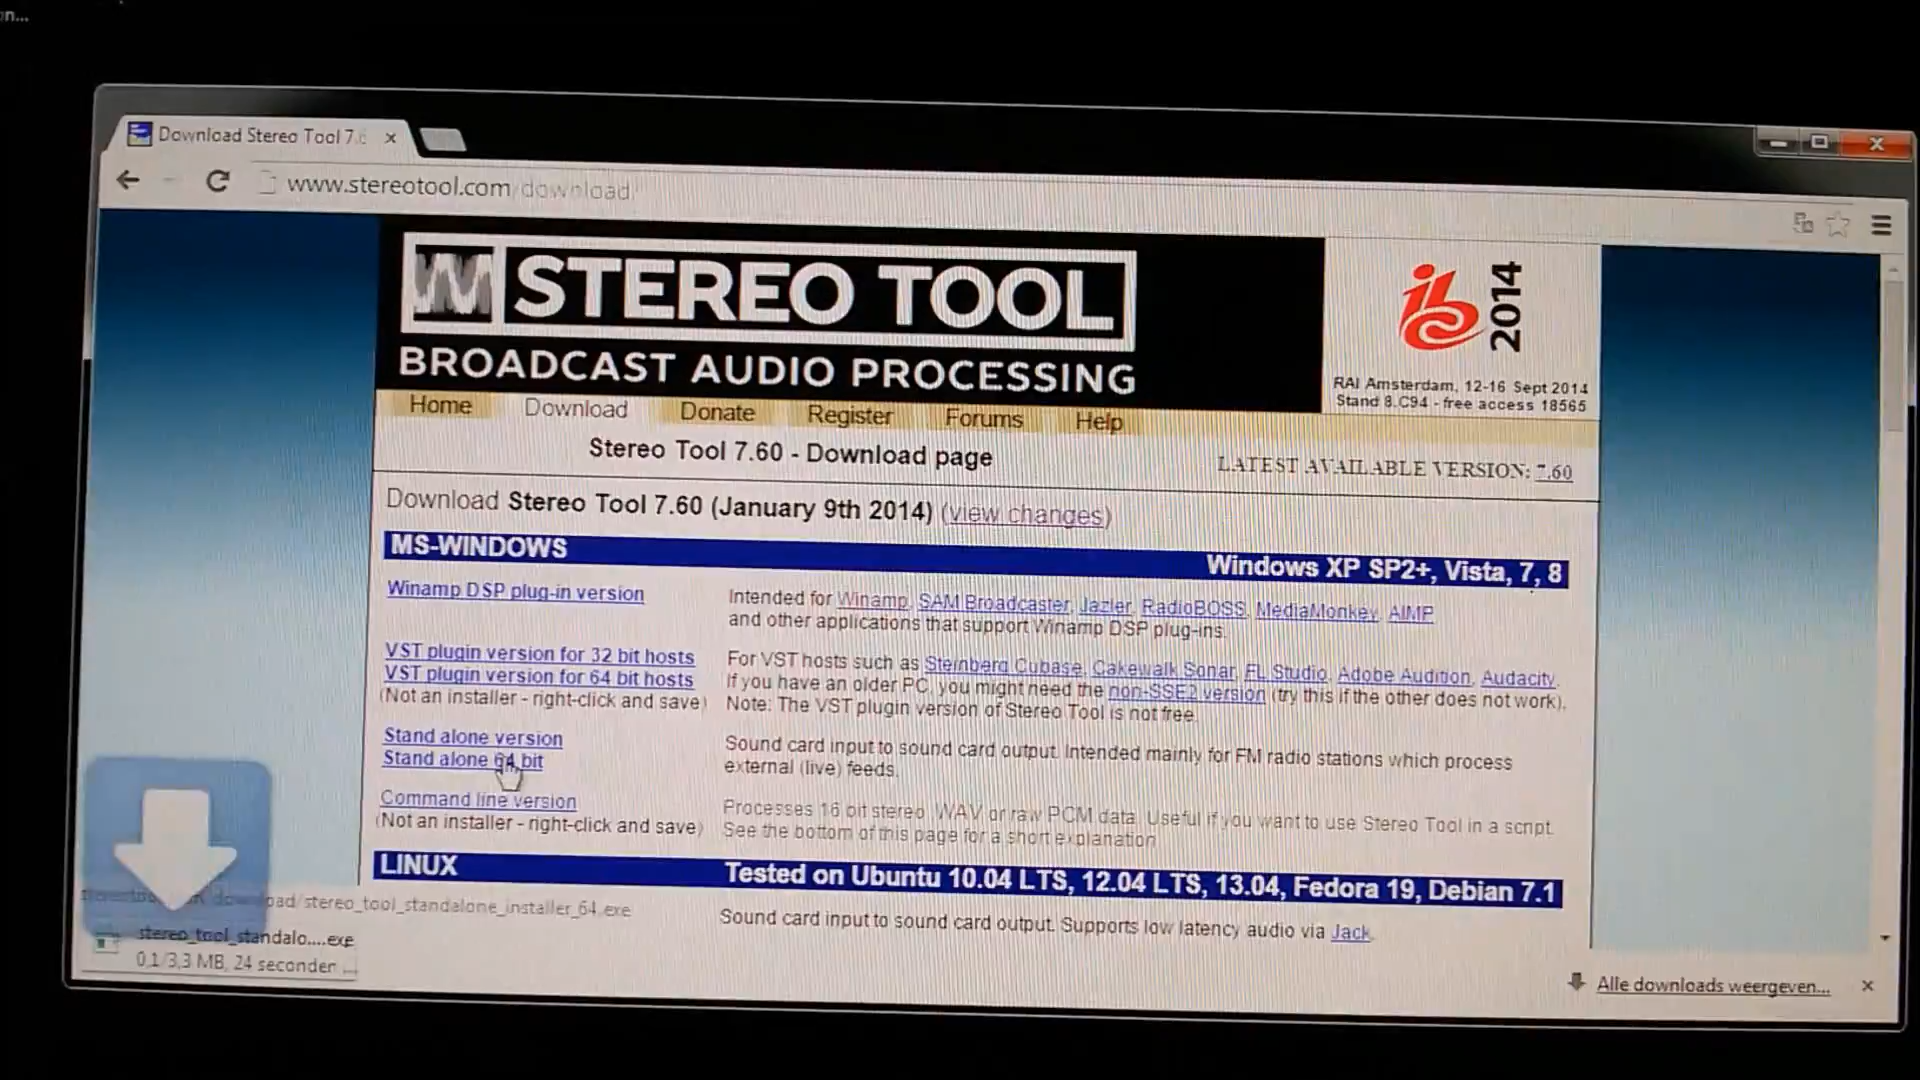 on...
Download Stereo Tool 7.6
www.stereotool.com/download/
STEREO TOOL
BROADCAST AUDIO PROCESSING
2014
RAI Amsterdam, 12-16 Sept 2014
Stand 8.C94 - free access 18565
Home Download Donate Register Forums Help
Stereo Tool 7.60 - Download page
LATEST AVAILABLE VERSION: 7.60
Download Stereo Tool 7.60 (January 9th 2014) (view changes)
MS-WINDOWS Windows XP SP2+, Vista, 7, 8
Winamp DSP plug-in version
Intended for Winamp, SAM Broadcaster, Jazler, RadioBOSS, MediaMonkey, AIMP
and other applications that support Winamp DSP plug-ins.
VST plugin version for 32 bit hosts
VST plugin version for 64 bit hosts
(Not an installer - right-click and save)
For VST hosts such as Steinberg Cubase, Cakewalk Sonar, FL Studio, Adobe Audition, Audacity.
If you have an older PC, you might need the non-SSE2 version (try this if the other does not work).
Note: The VST plugin version of Stereo Tool is not free.
Stand alone version
Stand alone 64 bit
Sound card input to sound card output. Intended mainly for FM radio stations which process
external (live) feeds.
Command line version
(Not an installer - right-click and save)
Processes 16 bit stereo .WAV or raw PCM data. Useful if you want to use Stereo Tool in a script.
See the bottom of this page for a short explanation
LINUX Tested on Ubuntu 10.04 LTS, 12.04 LTS, 13.04, Fedora 19, Debian 7.1
Sound card input to sound card output. Supports low latency audio via Jack.
download/stereo_tool_standalone_installer_64.exe
stereo_tool_standalo....exe
0,1/3,3 MB, 24 seconden ...
Alle downloads weergeven...